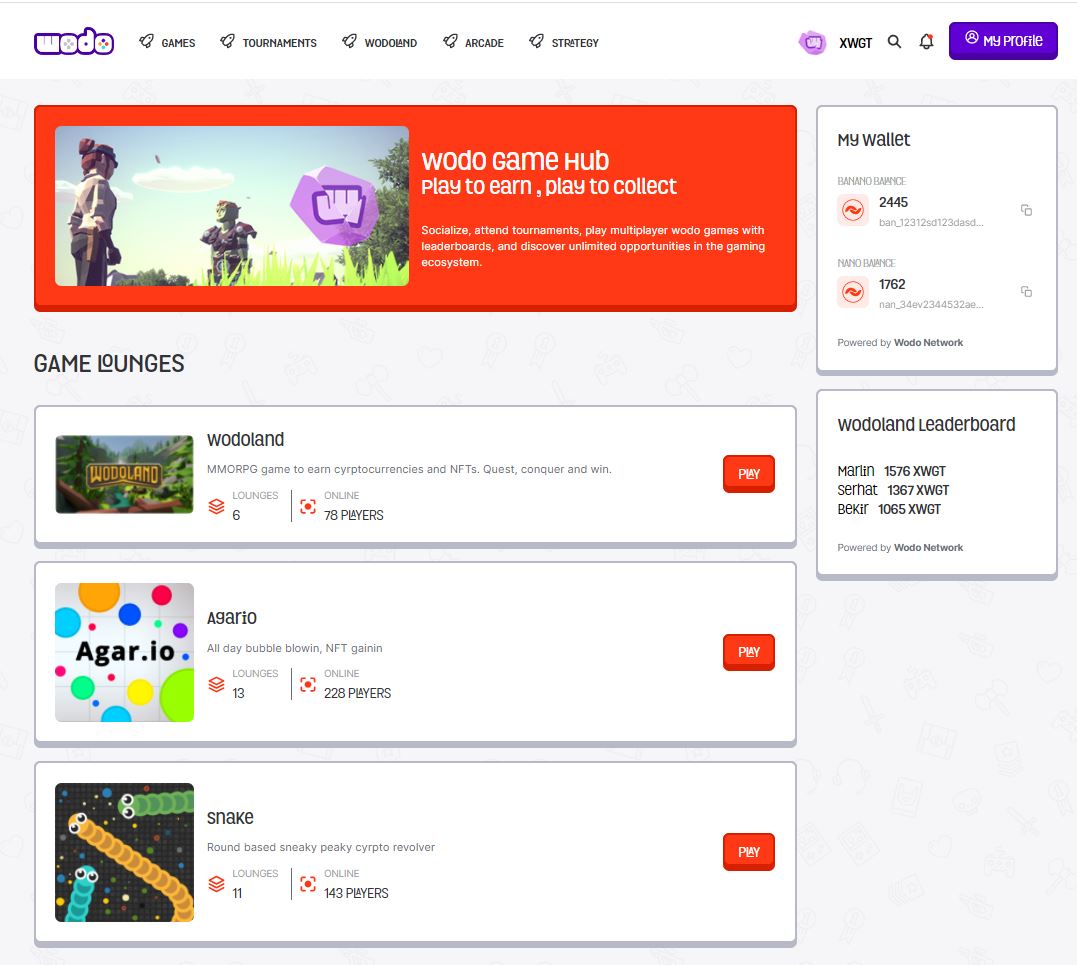 wodo
GAMES
TOURNAMENTS
WODOLAND
ARCADE
STRATEGY
XWGT
My Profile
Wodo Game Hub
Play to earn , play to collect
Socialize, attend tournaments, play multiplayer wodo games with
leaderboards, and discover unlimited opportunities in the gaming
ecosystem.
My Wallet
BANANO BALANCE
2445
ban_12312sd123dasd...
NANO BALANCE
1762
nan_34ev2344532ae...
Powered by Wodo Network
Wodoland Leaderboard
Marlin 1576 XWGT
Serhat 1367 XWGT
Bekir 1065 XWGT
Powered by Wodo Network
GAME LOUNGES
WODOLAND
Wodoland
MMORPG game to earn cyrptocurrencies and NFTs. Quest, conquer and win.
LOUNGES
6
ONLINE
78 PLAYERS
PLAY
Agar.io
Agario
All day bubble blowin, NFT gainin
LOUNGES
13
ONLINE
228 PLAYERS
PLAY
Snake
Round based sneaky peaky cyrpto revolver
LOUNGES
11
ONLINE
143 PLAYERS
PLAY